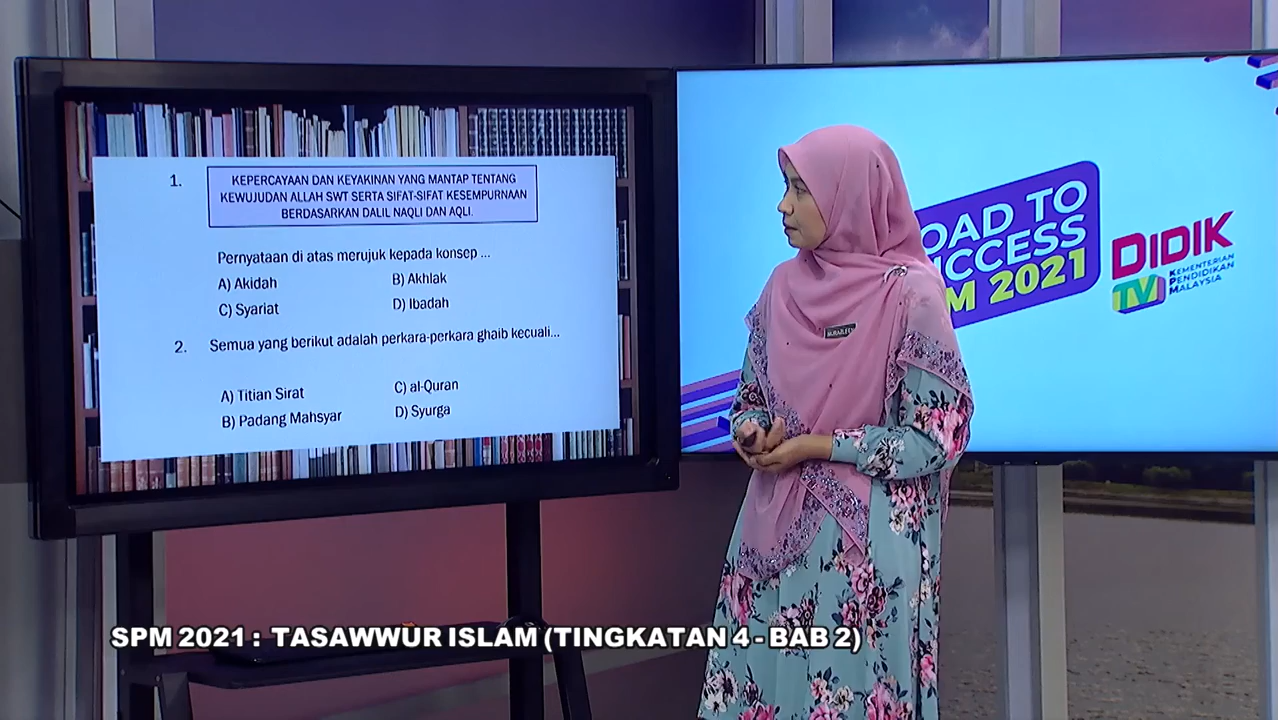 1.
KEPERCAYAAN DAN KEYAKINAN YANG MANTAP TENTANG
KEWUJUDAN ALLAH SWT SERTA SIFAT-SIFAT KESEMPURNAAN
BERDASARKAN DALIL NAQLI DAN AQLI.
Pernyataan di atas merujuk kepada konsep ...
A) Akidah B) Akhlak
C) Syariat D) Ibadah
2. Semua yang berikut adalah perkara-perkara ghaib kecuali...
A) Titian Sirat C) al-Quran
B) Padang Mahsyar D) Syurga
OAD TO
CCESS
M 2021
DIDIK
TV
KEMENTERIAN
PENDIDIKAN
MALAYSIA
SPM 2021 : TASAWWUR ISLAM (TINGKATAN 4 - BAB 2)